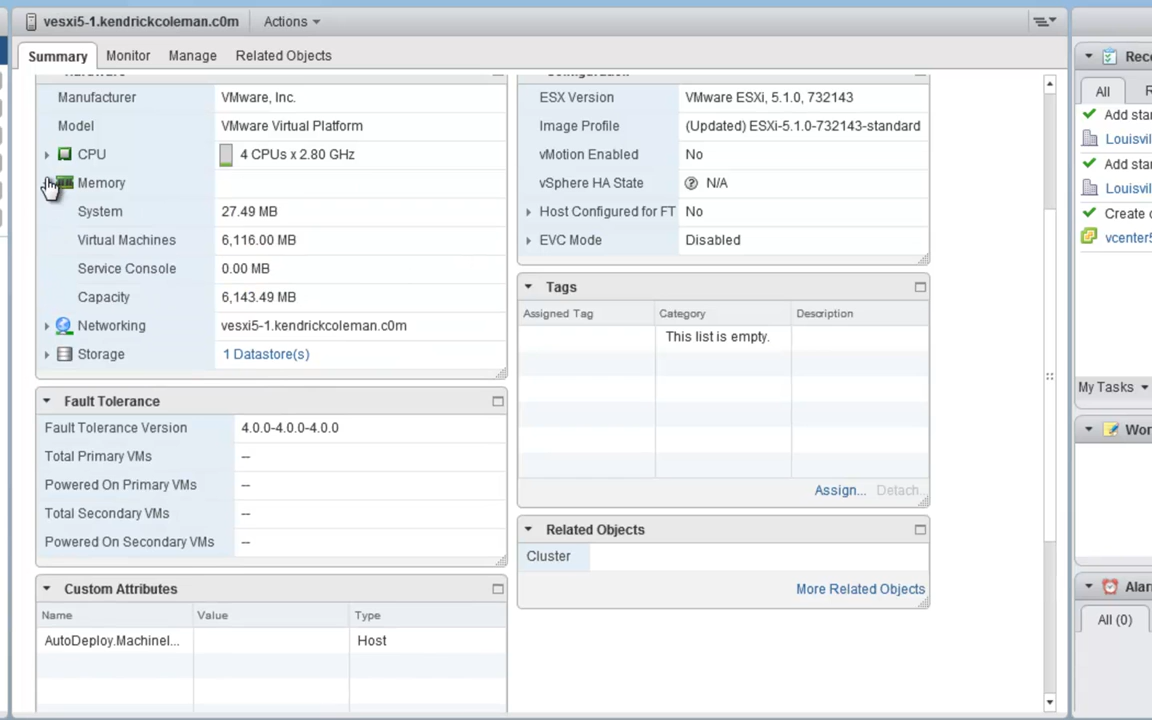 vesxi5-1.kendrickcoleman.c0m
Actions
Summary
Monitor
Manage
Related Objects
Manufacturer
VMware, Inc.
Model
VMware Virtual Platform
CPU
4 CPUs x 2.80 GHz
Memory
System
27.49 MB
Virtual Machines
6,116.00 MB
Service Console
0.00 MB
Capacity
6,143.49 MB
Networking
vesxi5-1.kendrickcoleman.c0m
Storage
1 Datastore(s)
Fault Tolerance
Fault Tolerance Version
4.0.0-4.0.0-4.0.0
Total Primary VMs
--
Powered On Primary VMs
--
Total Secondary VMs
--
Powered On Secondary VMs
--
Custom Attributes
Name
Value
Type
AutoDeploy.MachineI...
Host
Configuration
ESX Version
VMware ESXi, 5.1.0, 732143
Image Profile
(Updated) ESXi-5.1.0-732143-standard
vMotion Enabled
No
vSphere HA State
N/A
Host Configured for FT
No
EVC Mode
Disabled
Tags
Assigned Tag
Category
Description
This list is empty.
Assign...
Detach...
Related Objects
Cluster
More Related Objects
Rece
All
R
Add star
Louisvil
Add star
Louisvil
Create c
vcenter5
My Tasks
Wor
Alar
All (0)